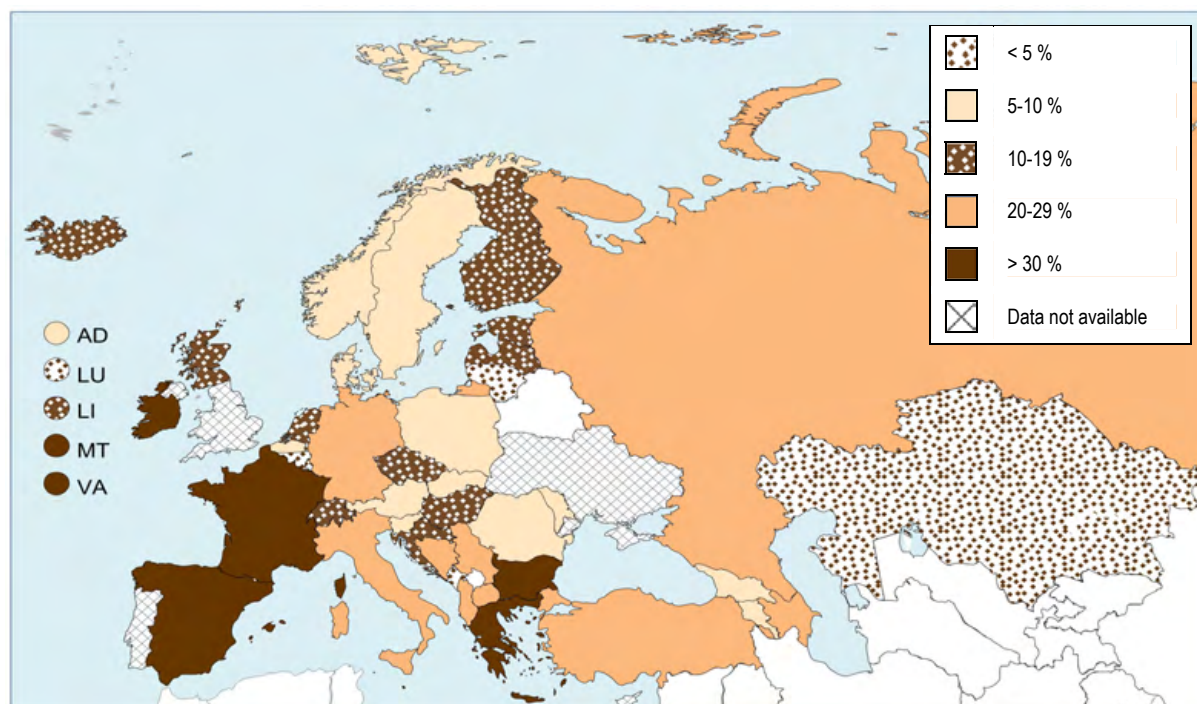 < 5 %
5-10 %
10-19 %
20-29 %
> 30 %
Data not available
AD
LU
LI
MT
VA